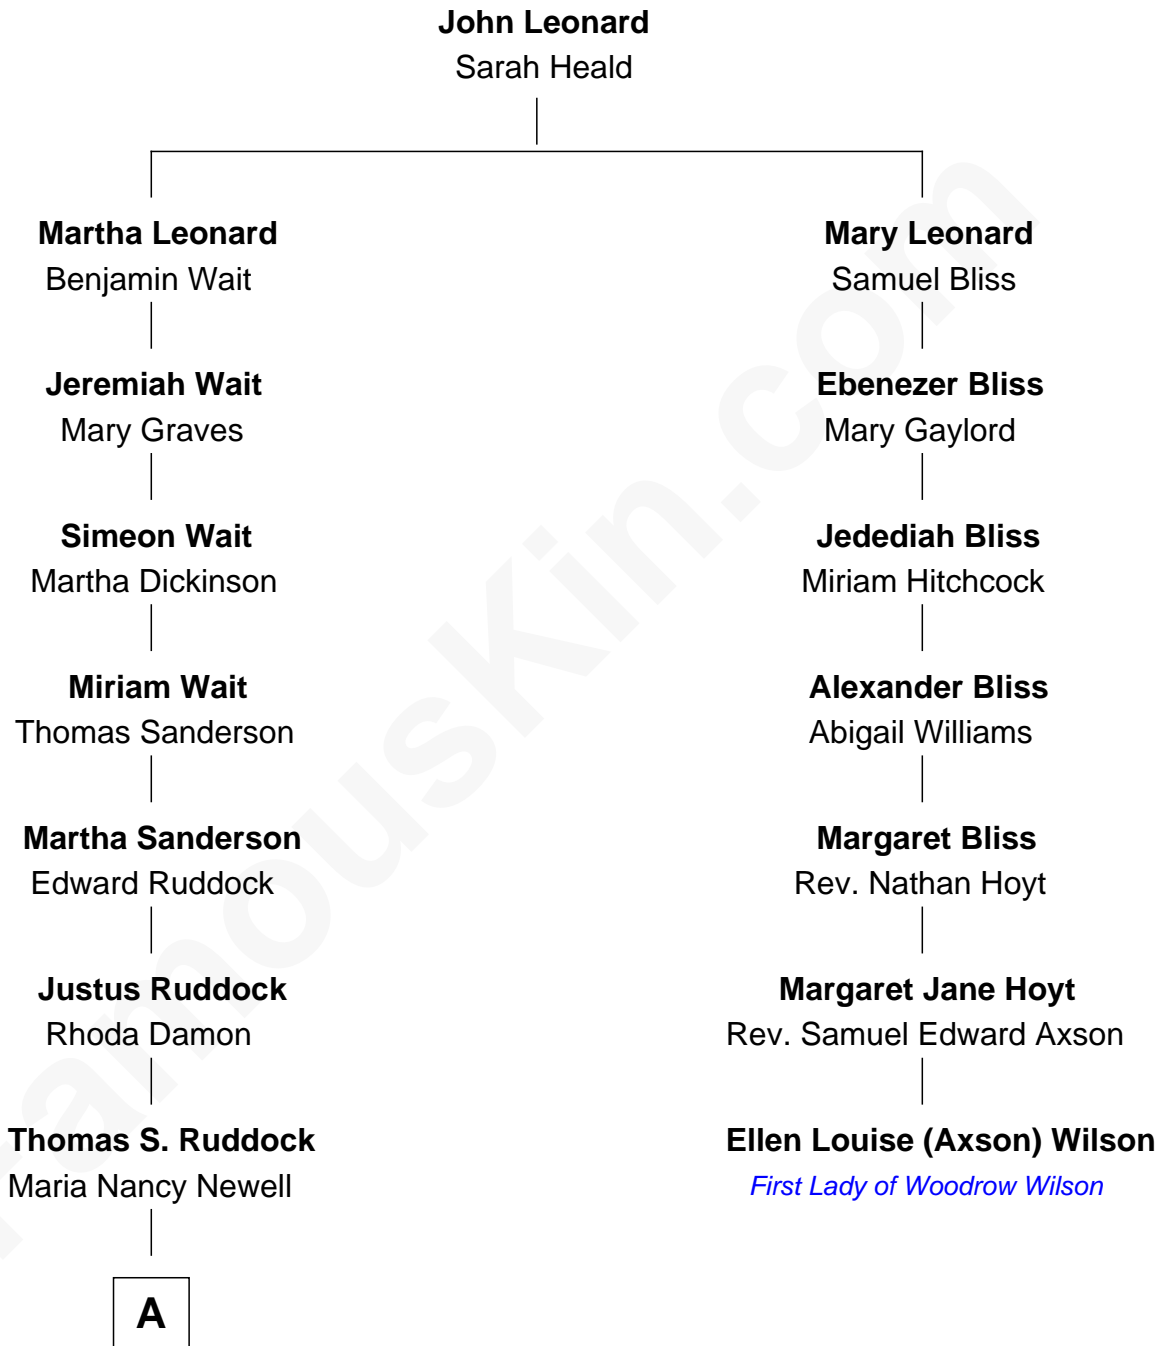 John Leonard
Sarah Heald
Martha Leonard
Benjamin Wait
Jeremiah Wait
Mary Graves
Simeon Wait
Martha Dickinson
Miriam Wait
Thomas Sanderson
Martha Sanderson
Edward Ruddock
Justus Ruddock
Rhoda Damon
Thomas S. Ruddock
Maria Nancy Newell
A
Mary Leonard
Samuel Bliss
Ebenezer Bliss
Mary Gaylord
Jedediah Bliss
Miriam Hitchcock
Alexander Bliss
Abigail Williams
Margaret Bliss
Rev. Nathan Hoyt
Margaret Jane Hoyt
Rev. Samuel Edward Axson
Ellen Louise (Axson) Wilson
First Lady of Woodrow Wilson
FamousKin.com